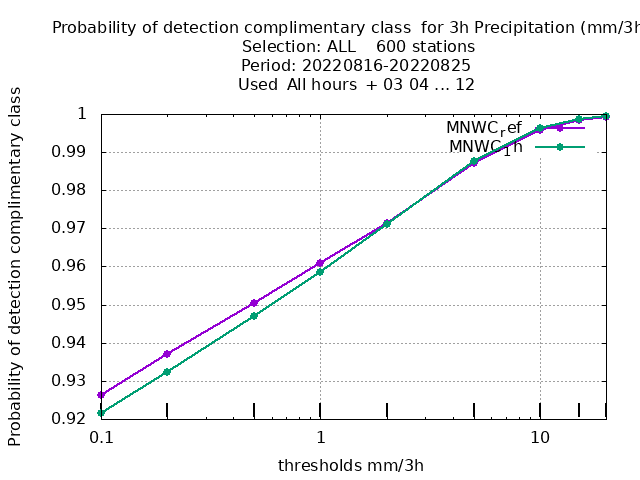 Probability of detection complimentary class for 3h Precipitation (mm/3h
Selection: ALL 600 stations
Period: 20220816-20220825
Used All hours + 03 04 ... 12
Probability of detection complimentary class
1
0.99
0.98
0.97
0.96
0.95
0.94
0.93
0.92
MNWCref
MNWC1h
0.1
1
10
thresholds mm/3h